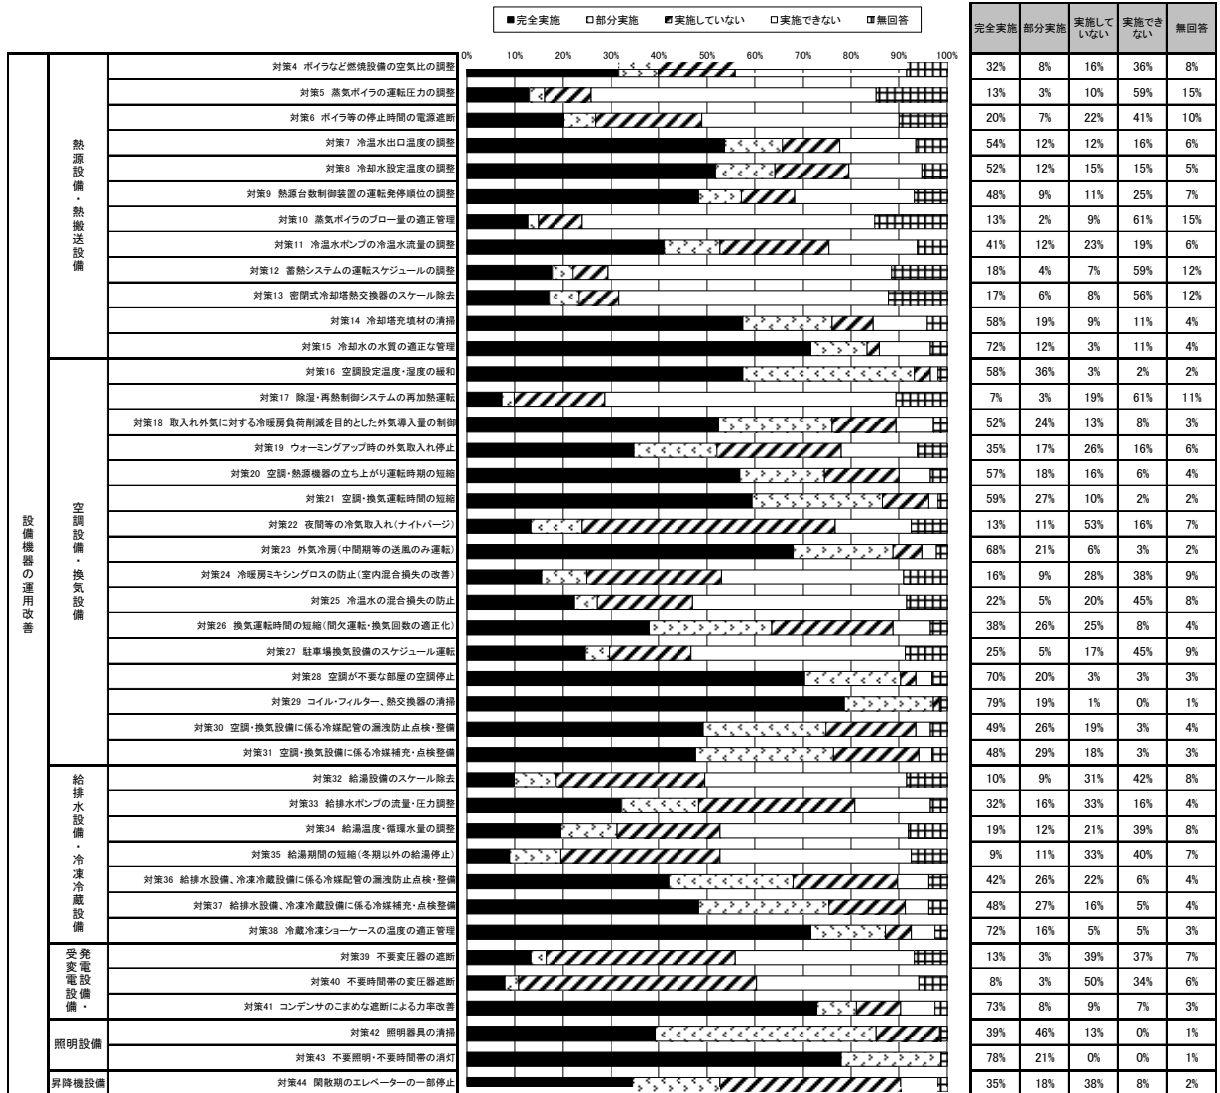 ■完全実施 □部分実施 ▨実施していない □実施できない ▥無回答
完全実施 部分実施 実施していない 実施できない 無回答
0% 10% 20% 30% 40% 50% 60% 70% 80% 90% 100%
設備機器の運用改善
熱源設備・熱搬送設備
対策4 ボイラなど燃焼設備の空気比の調整 32% 8% 16% 36% 8%
対策5 蒸気ボイラの運転圧力の調整 13% 3% 10% 59% 15%
対策6 ボイラ等の停止時間の電源遮断 20% 7% 22% 41% 10%
対策7 冷温水出口温度の調整 54% 12% 12% 16% 6%
対策8 冷却水設定温度の調整 52% 12% 15% 15% 5%
対策9 熱源台数制御装置の運転発停順位の調整 48% 9% 11% 25% 7%
対策10 蒸気ボイラのブロー量の適正管理 13% 2% 9% 61% 15%
対策11 冷温水ポンプの冷温水流量の調整 41% 12% 23% 19% 6%
対策12 蓄熱システムの運転スケジュールの調整 18% 4% 7% 59% 12%
対策13 密閉式冷却塔熱交換器のスケール除去 17% 6% 8% 56% 12%
対策14 冷却塔充填材の清掃 58% 19% 9% 11% 4%
対策15 冷却水の水質の適正な管理 72% 12% 3% 11% 4%
空調設備・換気設備
対策16 空調設定温度・湿度の緩和 58% 36% 3% 2% 2%
対策17 除湿・再熱制御システムの再加熱運転 7% 3% 19% 61% 11%
対策18 取入れ外気に対する冷暖房負荷削減を目的とした外気導入量の制御 52% 24% 13% 8% 3%
対策19 ウォーミングアップ時の外気取入れ停止 35% 17% 26% 16% 6%
対策20 空調・熱源機器の立ち上がり運転時期の短縮 57% 18% 16% 6% 4%
対策21 空調・換気運転時間の短縮 59% 27% 10% 2% 2%
対策22 夜間等の冷気取入れ(ナイトパージ) 13% 11% 53% 16% 7%
対策23 外気冷房(中間期等の送風のみ運転) 68% 21% 6% 3% 2%
対策24 冷暖房ミキシングロスの防止(室内混合損失の改善) 16% 9% 28% 38% 9%
対策25 冷温水の混合損失の防止 22% 5% 20% 45% 8%
対策26 換気運転時間の短縮(間欠運転・換気回数の適正化) 38% 26% 25% 8% 4%
対策27 駐車場換気設備のスケジュール運転 25% 5% 17% 45% 9%
対策28 空調が不要な部屋の空調停止 70% 20% 3% 3% 3%
対策29 コイル・フィルター、熱交換器の清掃 79% 19% 1% 0% 1%
対策30 空調・換気設備に係る冷媒配管の漏洩防止点検・整備 49% 26% 19% 3% 4%
対策31 空調・換気設備に係る冷媒補充・点検整備 48% 29% 18% 3% 3%
給排水設備・冷凍冷蔵設備
対策32 給湯設備のスケール除去 10% 9% 31% 42% 8%
対策33 給排水ポンプの流量・圧力調整 32% 16% 33% 16% 4%
対策34 給湯温度・循環水量の調整 19% 12% 21% 39% 8%
対策35 給湯期間の短縮(冬期以外の給湯停止) 9% 11% 33% 40% 7%
対策36 給排水設備、冷凍冷蔵設備に係る冷媒配管の漏洩防止点検・整備 42% 26% 22% 6% 4%
対策37 給排水設備、冷凍冷蔵設備に係る冷媒補充・点検整備 48% 27% 16% 5% 4%
対策38 冷蔵冷凍ショーケースの温度の適正管理 72% 16% 5% 5% 3%
発電設備・受変電設備
対策39 不要変圧器の遮断 13% 3% 39% 37% 7%
対策40 不要時間帯の変圧器遮断 8% 3% 50% 34% 6%
対策41 コンデンサのこまめな遮断による力率改善 73% 8% 9% 7% 3%
照明設備
対策42 照明器具の清掃 39% 46% 13% 0% 1%
対策43 不要照明・不要時間帯の消灯 78% 21% 0% 0% 1%
昇降機設備
対策44 閑散期のエレベーターの一部停止 35% 18% 38% 8% 2%